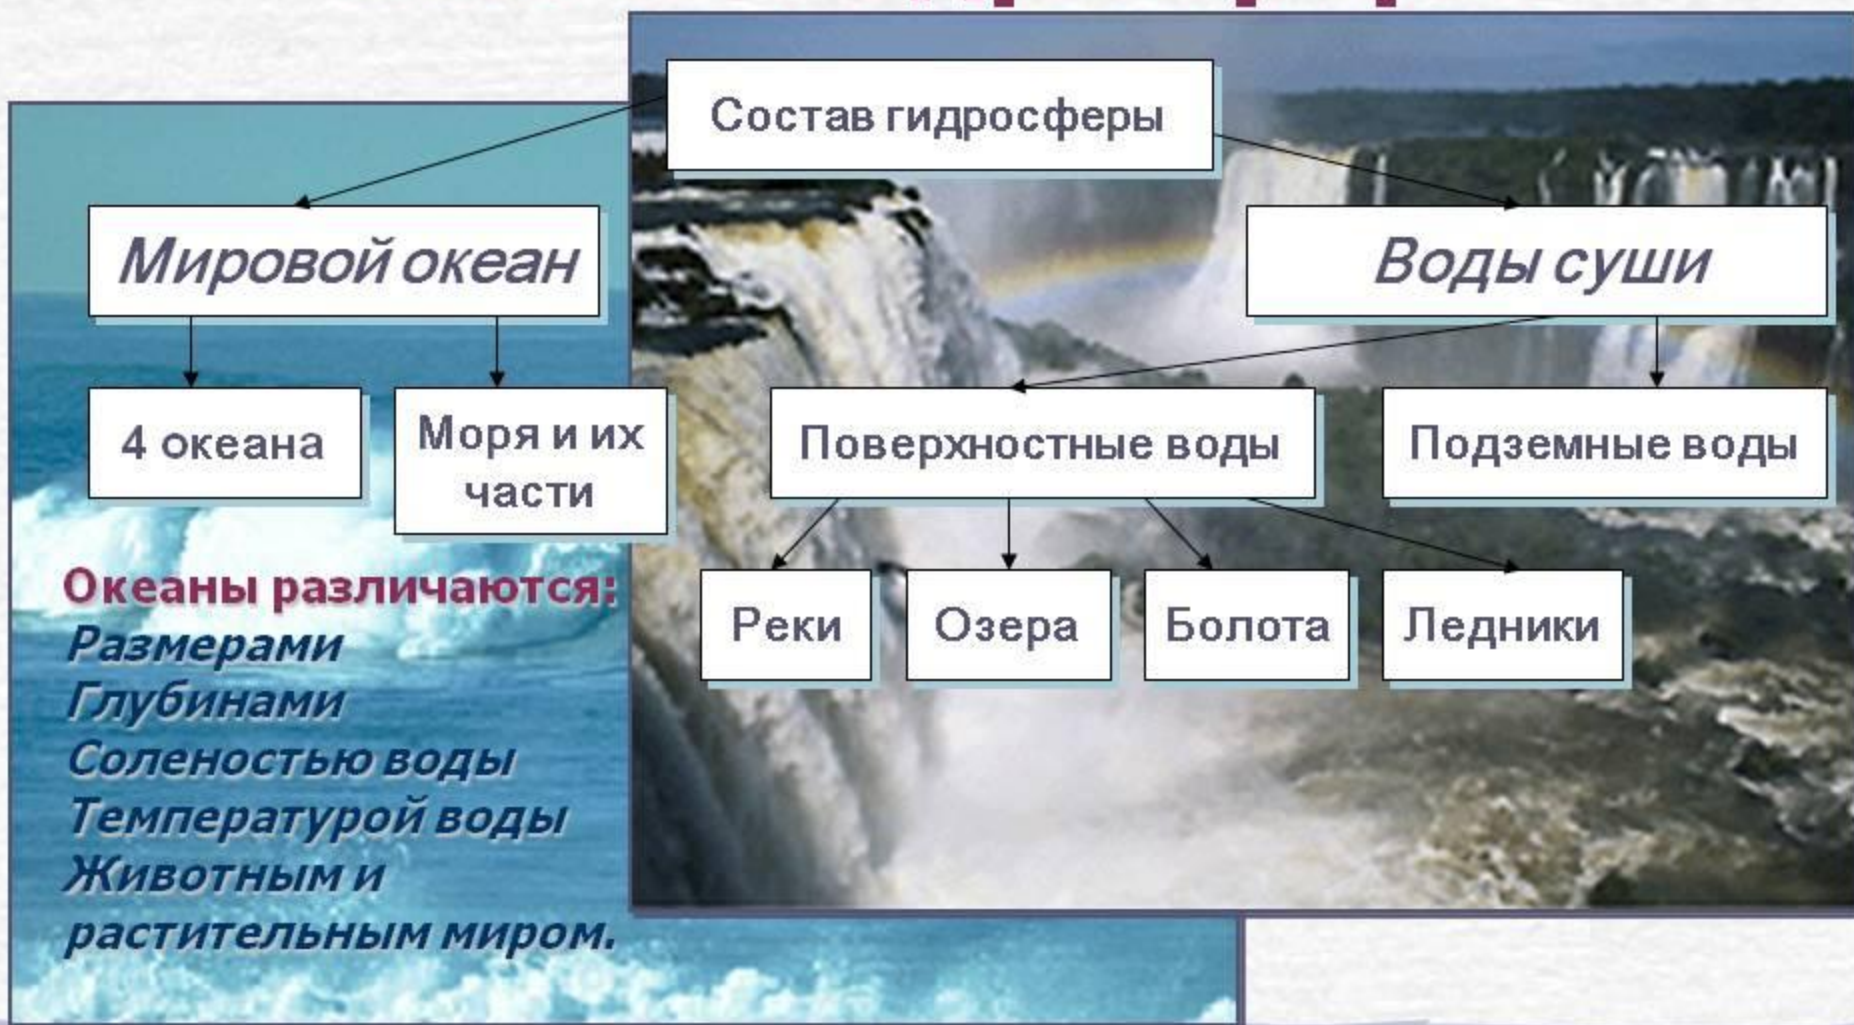 Состав гидросферы
Мировой океан
Воды суши
4 океана
Моря и их
части
Поверхностные воды
Подземные воды
Реки
Озера
Болота
Ледники
Океаны различаются:
Размерами
Глубинами
Соленостью воды
Температурой воды
Животным и
растительным миром.